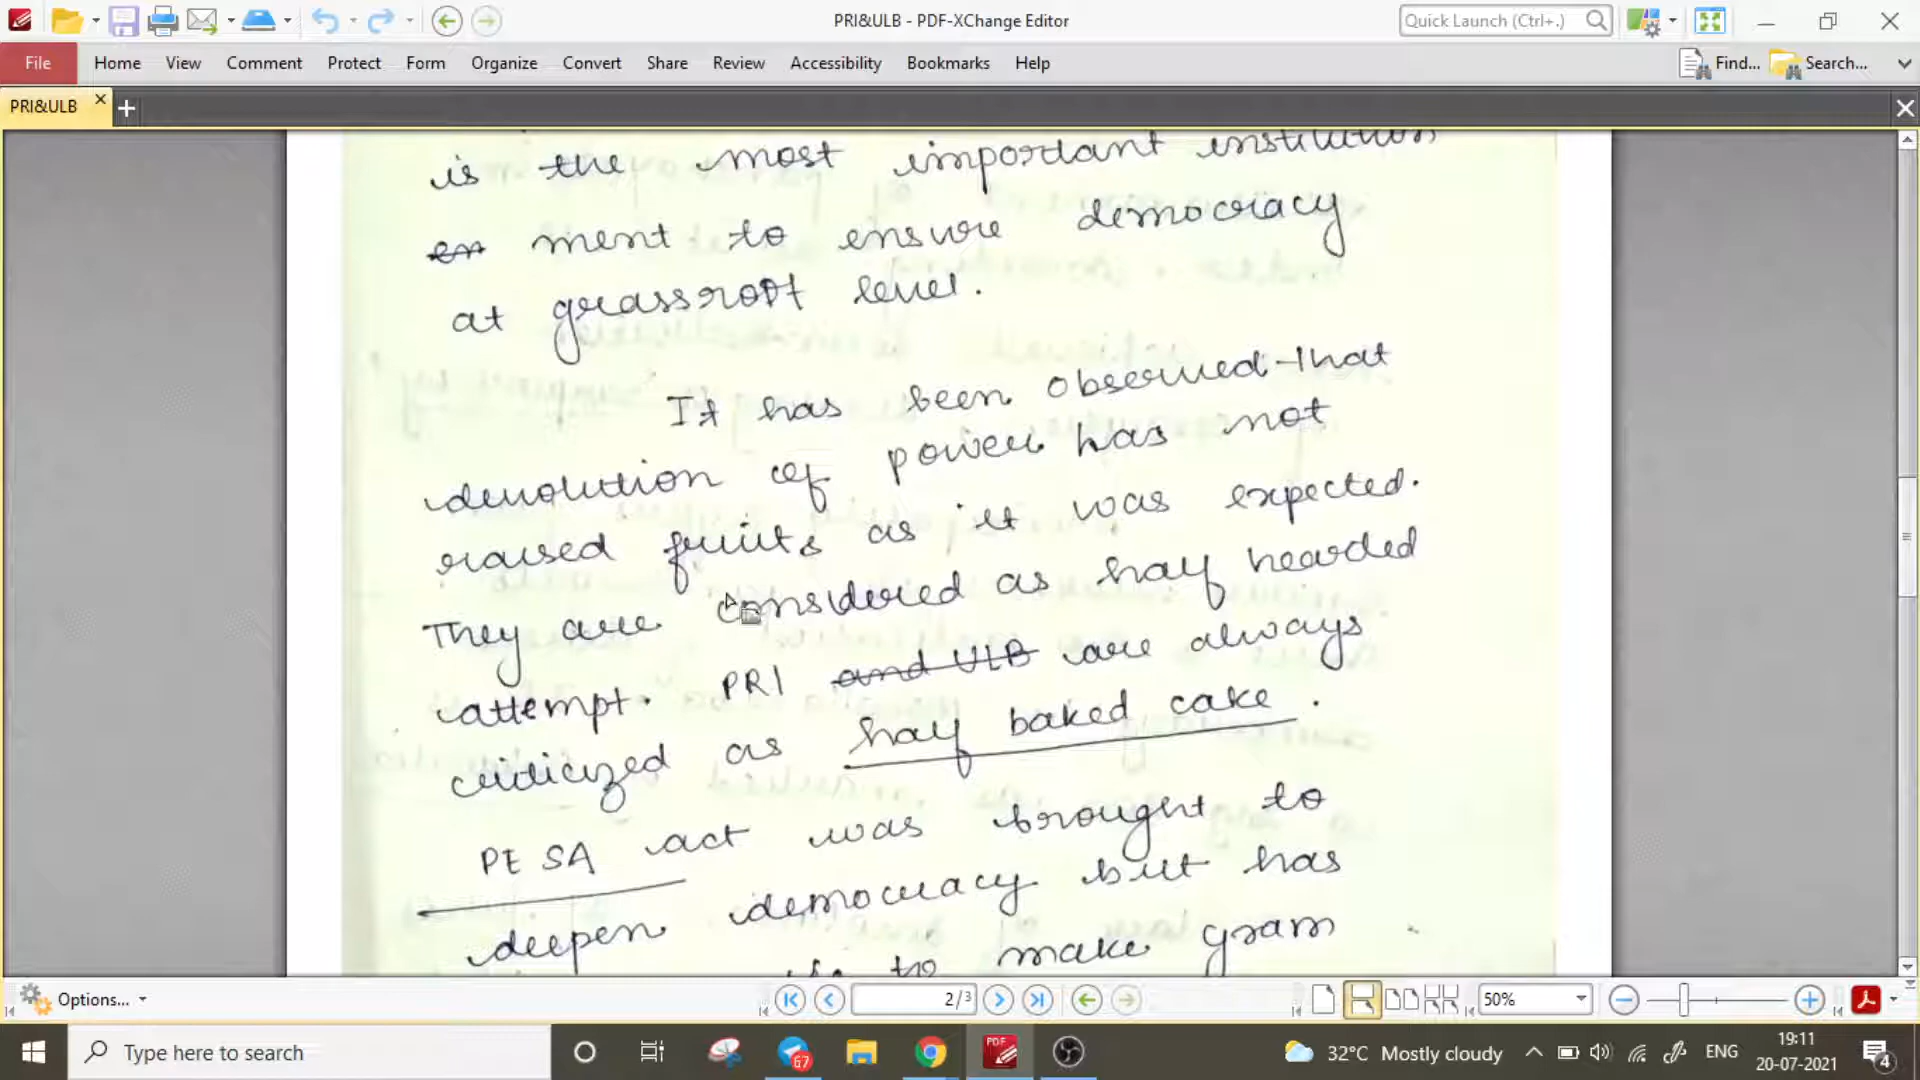 PRI&ULB - PDF-XChange Editor
Quick Launch (Ctrl+.)
File Home View Comment Protect Form Organize Convert Share Review Accessibility Bookmarks Help Find... Search...
PRI&ULB
is the most important institution
en ment to ensure democracy
at grassroot level.
It has been observed that
devolution of power has not
raised fruits as it was expected.
They are considered as half hearded
attempt. PRI and ULB are always
criticized as half baked cake.
PESA act was brought to
deepen democracy but has
to make gram
Options... 2/3 50%
Type here to search 67 32°C Mostly cloudy ENG 19:11
20-07-2021 4